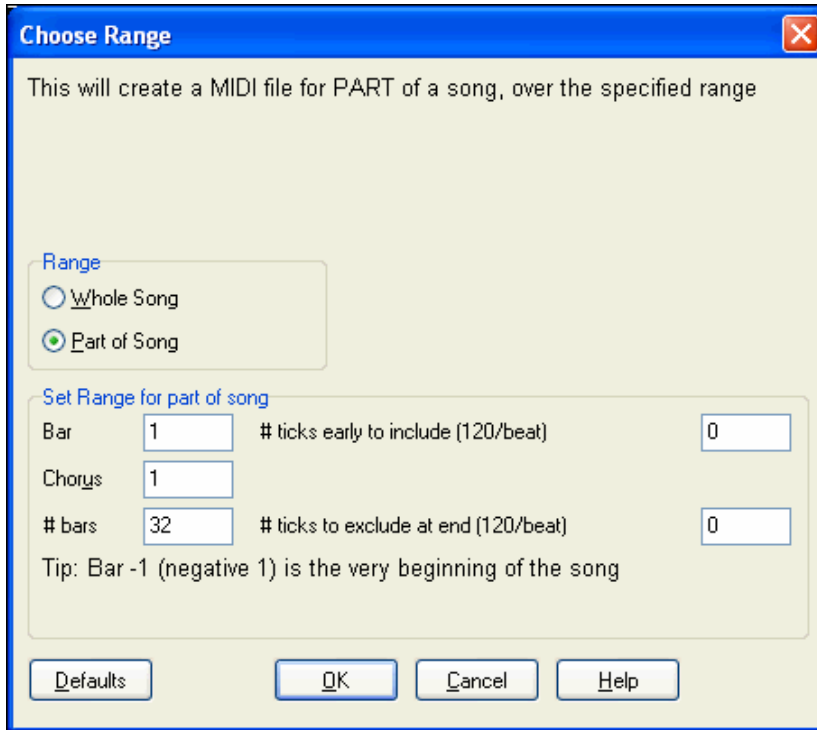 Choose Range
This will create a MIDI file for PART of a song, over the specified range
Range
Whole Song
Part of Song
Set Range for part of song
Bar 1 # ticks early to include (120/beat) 0
Chorus 1
# bars 32 # ticks to exclude at end (120/beat) 0
Tip: Bar -1 (negative 1) is the very beginning of the song
Defaults OK Cancel Help